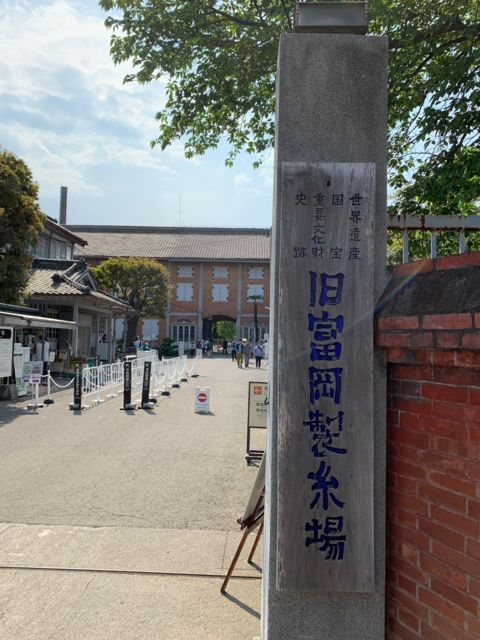 世界遺産
国宝
重要文化財
史跡
旧富岡製糸場